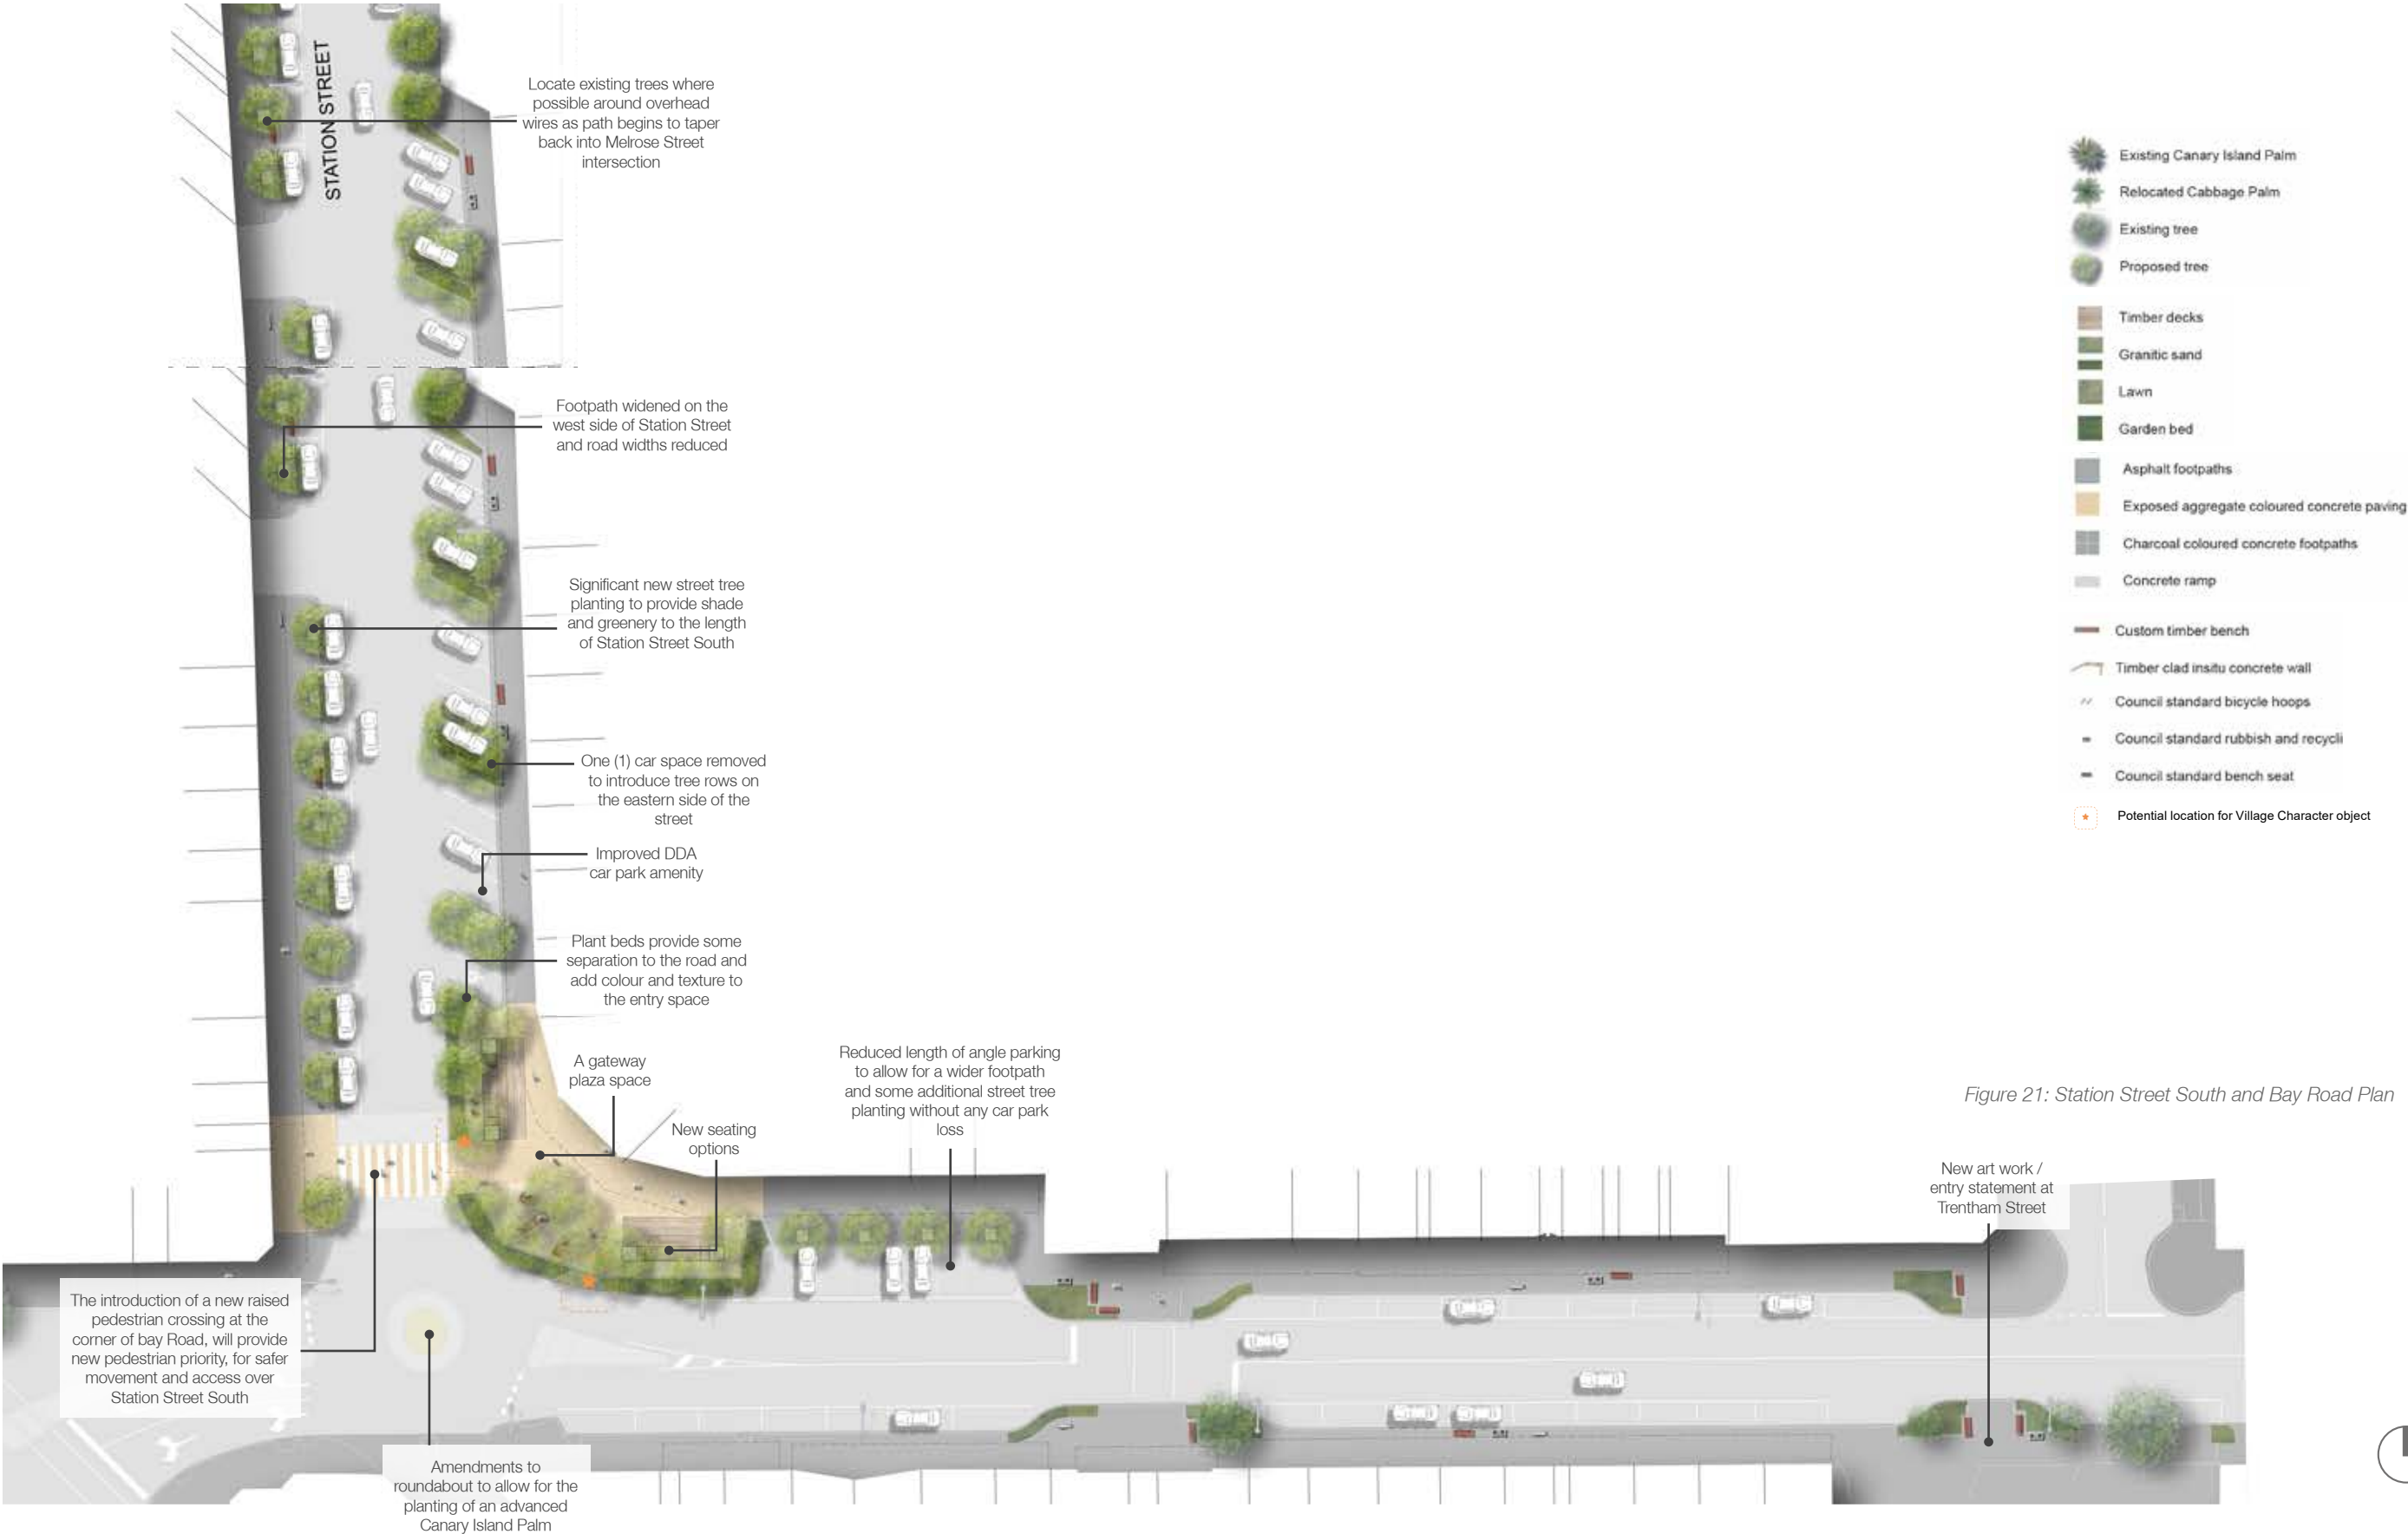 STATION STREET
Locate existing trees where
possible around overhead
wires as path begins to taper
back into Melrose Street
intersection
Footpath widened on the
west side of Station Street
and road widths reduced
Significant new street tree
planting to provide shade
and greenery to the length
of Station Street South
One (1) car space removed
to introduce tree rows on
the eastern side of the
street
Improved DDA
car park amenity
Plant beds provide some
separation to the road and
add colour and texture to
the entry space
A gateway
plaza space
New seating
options
Reduced length of angle parking
to allow for a wider footpath
and some additional street tree
planting without any car park
loss
New art work /
entry statement at
Trentham Street
The introduction of a new raised
pedestrian crossing at the
corner of bay Road, will provide
new pedestrian priority, for safer
movement and access over
Station Street South
Amendments to
roundabout to allow for the
planting of an advanced
Canary Island Palm
Existing Canary Island Palm
Relocated Cabbage Palm
Existing tree
Proposed tree
Timber decks
Granitic sand
Lawn
Garden bed
Asphalt footpaths
Exposed aggregate coloured concrete paving
Charcoal coloured concrete footpaths
Concrete ramp
Custom timber bench
Timber clad insitu concrete wall
Council standard bicycle hoops
Council standard rubbish and recycli
Council standard bench seat
Potential location for Village Character object
Figure 21: Station Street South and Bay Road Plan